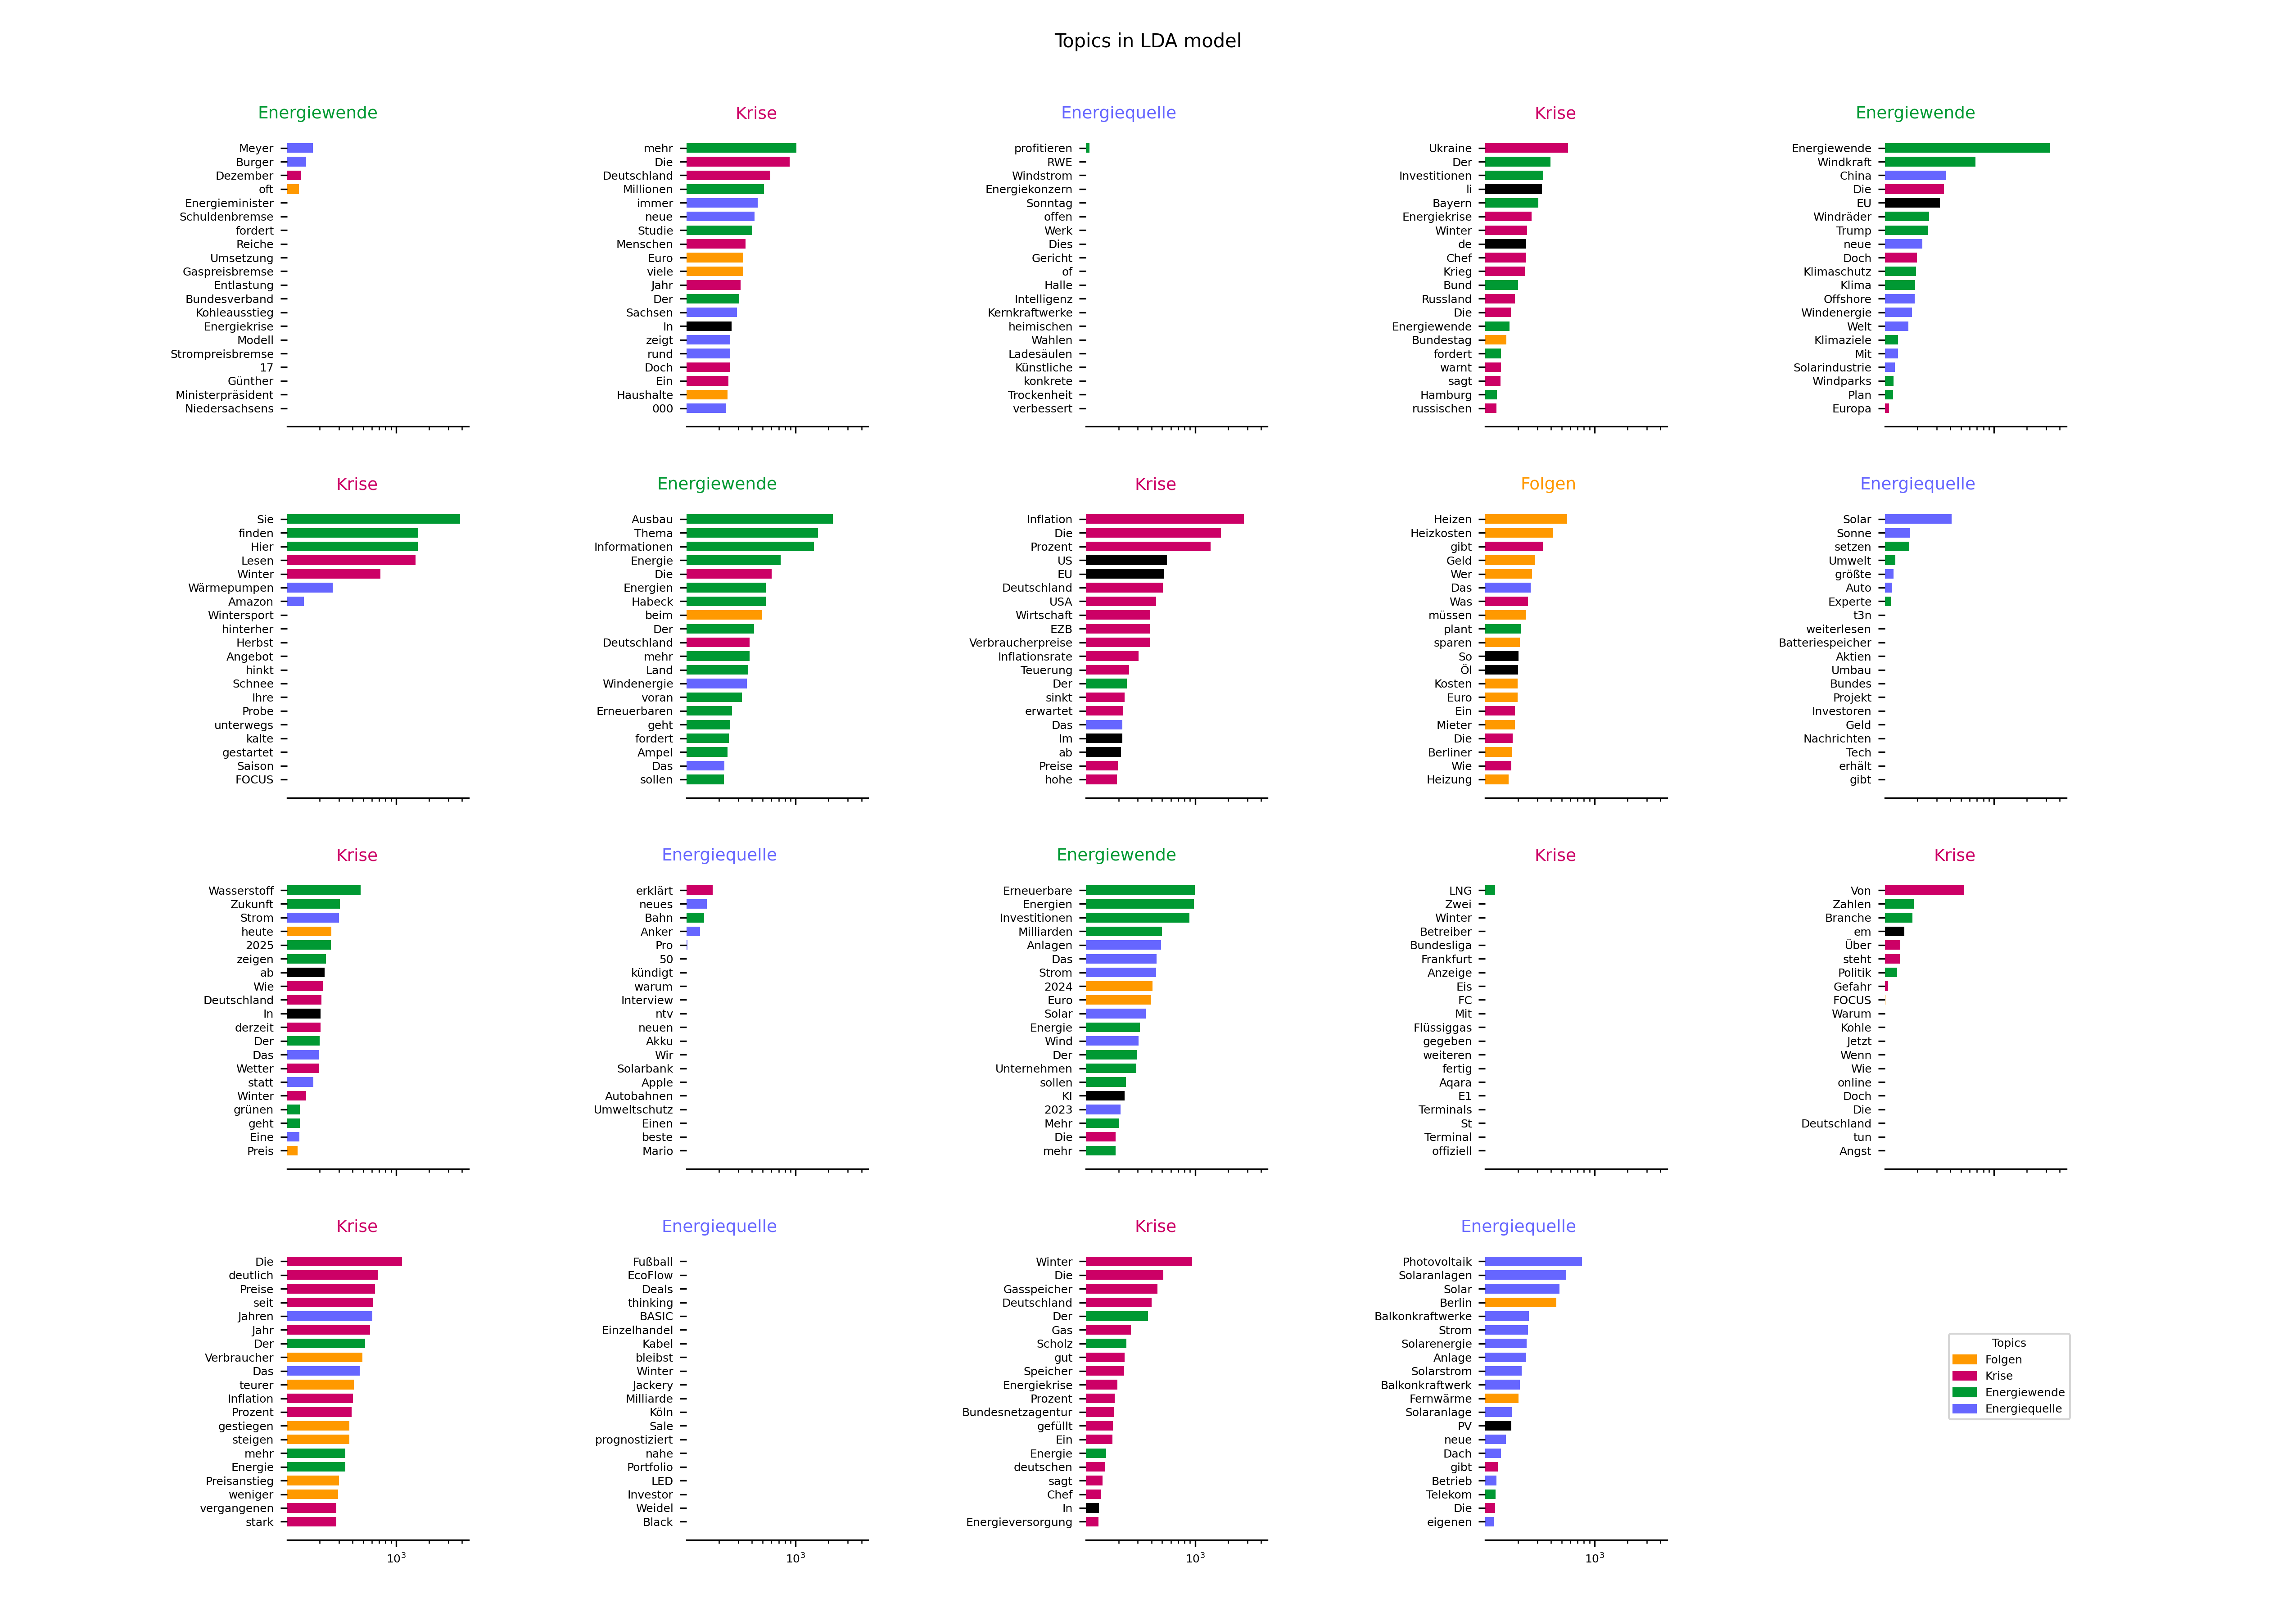 Topics in LDA model
Energiewende
Meyer
Burger
Dezember
oft
Energieminister
Schuldenbremse
fordert
Reiche
Umsetzung
Gaspreisbremse
Entlastung
Bundesverband
Kohleausstieg
Energiekrise
Modell
Strompreisbremse
17
Günther
Ministerpräsident
Niedersachsens
Krise
mehr
Die
Deutschland
Millionen
immer
neue
Studie
Menschen
Euro
viele
Jahr
Der
Sachsen
In
zeigt
rund
Doch
Ein
Haushalte
000
Energiequelle
profitieren
RWE
Windstrom
Energiekonzern
Sonntag
offen
Werk
Dies
Gericht
of
Halle
Intelligenz
Kernkraftwerke
heimischen
Wahlen
Ladesäulen
Künstliche
konkrete
Trockenheit
verbessert
Krise
Ukraine
Der
Investitionen
li
Bayern
Energiekrise
Winter
de
Chef
Krieg
Bund
Russland
Die
Energiewende
Bundestag
fordert
warnt
sagt
Hamburg
russischen
Energiewende
Energiewende
Windkraft
China
Die
EU
Windräder
Trump
neue
Doch
Klimaschutz
Klima
Offshore
Windenergie
Welt
Klimaziele
Mit
Solarindustrie
Windparks
Plan
Europa
Krise
Sie
finden
Hier
Lesen
Winter
Wärmepumpen
Amazon
Wintersport
hinterher
Herbst
Angebot
hinkt
Schnee
Ihre
Probe
unterwegs
kalte
gestartet
Saison
FOCUS
Energiewende
Ausbau
Thema
Informationen
Energie
Die
Energien
Habeck
beim
Der
Deutschland
mehr
Land
Windenergie
voran
Erneuerbaren
geht
fordert
Ampel
Das
sollen
Krise
Inflation
Die
Prozent
US
EU
Deutschland
USA
Wirtschaft
EZB
Verbraucherpreise
Inflationsrate
Teuerung
Der
sinkt
erwartet
Das
Im
ab
Preise
hohe
Folgen
Heizen
Heizkosten
gibt
Geld
Wer
Das
Was
müssen
plant
sparen
So
Öl
Kosten
Euro
Ein
Mieter
Die
Berliner
Wie
Heizung
Energiequelle
Solar
Sonne
setzen
Umwelt
größte
Auto
Experte
t3n
weiterlesen
Batteriespeicher
Aktien
Umbau
Bundes
Projekt
Investoren
Geld
Nachrichten
Tech
erhält
gibt
Krise
Wasserstoff
Zukunft
Strom
heute
2025
zeigen
ab
Wie
Deutschland
In
derzeit
Der
Das
Wetter
statt
Winter
grünen
geht
Eine
Preis
Energiequelle
erklärt
neues
Bahn
Anker
Pro
50
kündigt
warum
Interview
ntv
neuen
Akku
Wir
Solarbank
Apple
Autobahnen
Umweltschutz
Einen
beste
Mario
Energiewende
Erneuerbare
Energien
Investitionen
Milliarden
Anlagen
Das
Strom
2024
Euro
Solar
Energie
Wind
Der
Unternehmen
sollen
KI
2023
Mehr
Die
mehr
Krise
LNG
Zwei
Winter
Betreiber
Bundesliga
Frankfurt
Anzeige
Eis
FC
Mit
Flüssiggas
gegeben
weiteren
fertig
Aqara
E1
Terminals
St
Terminal
offiziell
Krise
Von
Zahlen
Branche
em
Über
steht
Politik
Gefahr
FOCUS
Warum
Kohle
Jetzt
Wenn
Wie
online
Doch
Die
Deutschland
tun
Angst
Krise
Die
deutlich
Preise
seit
Jahren
Jahr
Der
Verbraucher
Das
teurer
Inflation
Prozent
gestiegen
steigen
mehr
Energie
Preisanstieg
weniger
vergangenen
stark
10³
Energiequelle
Fußball
EcoFlow
Deals
thinking
BASIC
Einzelhandel
Kabel
bleibst
Winter
Jackery
Milliarde
Köln
Sale
prognostiziert
nahe
Portfolio
LED
Investor
Weidel
Black
10³
Krise
Winter
Die
Gasspeicher
Deutschland
Der
Gas
Scholz
gut
Speicher
Energiekrise
Prozent
Bundesnetzagentur
gefüllt
Ein
Energie
deutschen
sagt
Chef
In
Energieversorgung
10³
Energiequelle
Photovoltaik
Solaranlagen
Solar
Berlin
Balkonkraftwerke
Strom
Solarenergie
Anlage
Solarstrom
Balkonkraftwerk
Fernwärme
Solaranlage
PV
neue
Dach
gibt
Betrieb
Telekom
Die
eigenen
10³
Topics
Folgen
Krise
Energiewende
Energiequelle